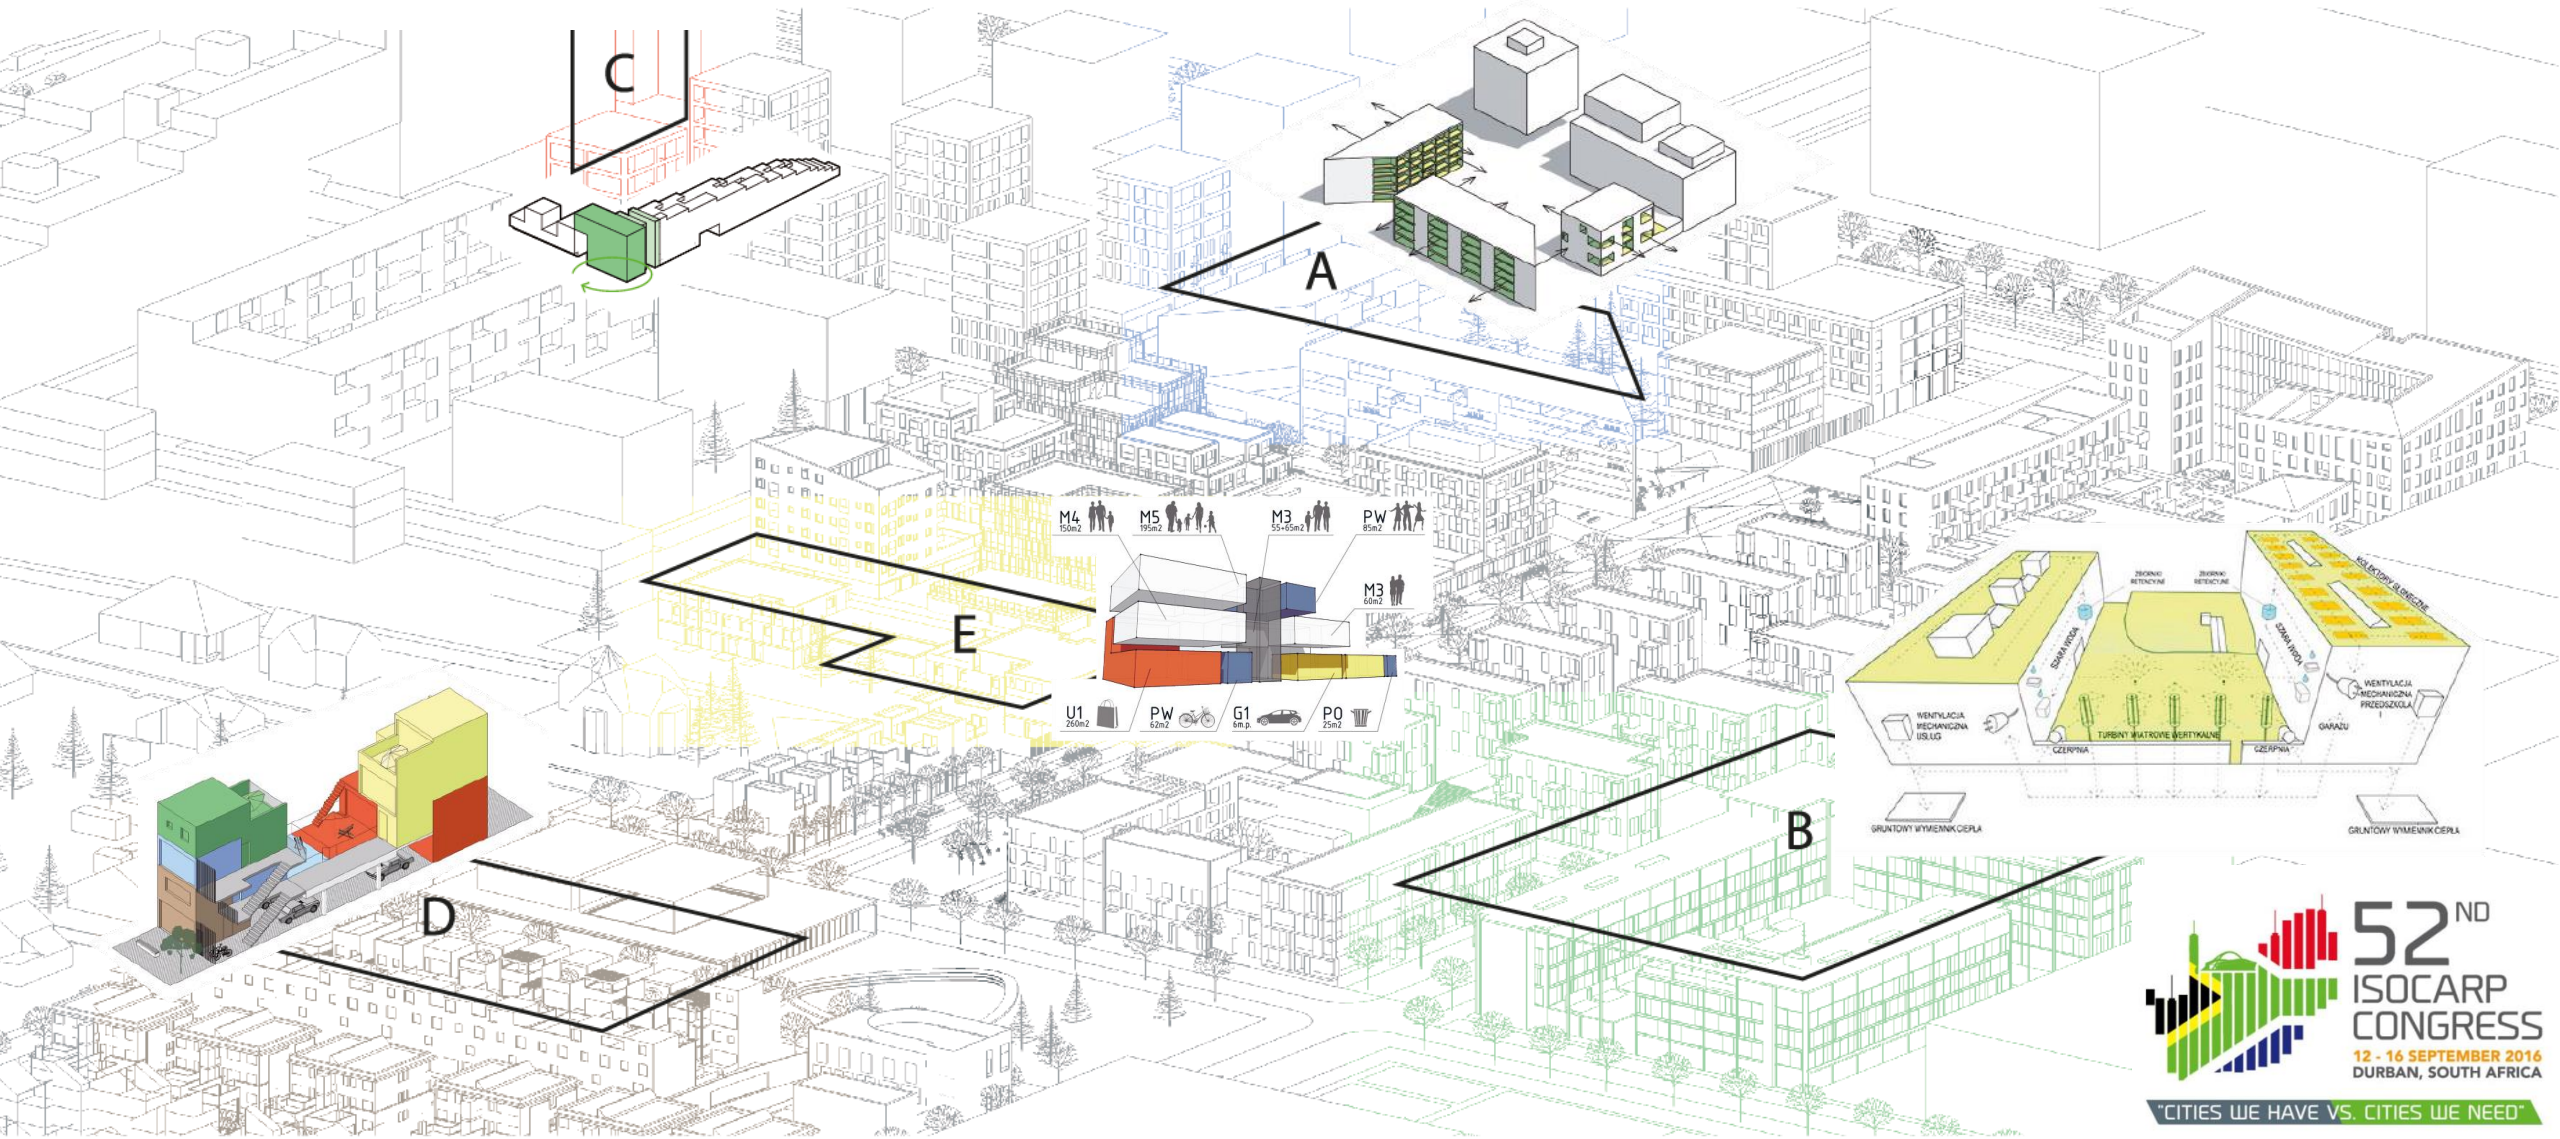 C
A
M4
150m2
M5
195m2
M3
55+65m2
PW
85m2
M3
60m2
E
U1
260m2
PW
62m2
G1
6m.p.
PO
25m2
ZBIORNIKI
RETENCYJNE
ZBIORNIKI
RETENCYJNE
KOLEKTORY SŁONECZNE
SZARA WODA
SZARA WODA
WENTYLACJA
MECHANICZNA
USŁUG
WENTYLACJA
MECHANICZNA
PRZEDSZKOLA
I
GARAŻU
TURBINY WIATROWE WERTYKALNE
CZERPNIA
CZERPNIA
GRUNTOWY WYMIENNIK CIEPŁA
GRUNTOWY WYMIENNIK CIEPŁA
B
D
52ND
ISOCARP
CONGRESS
12 - 16 SEPTEMBER 2016
DURBAN, SOUTH AFRICA
"CITIES WE HAVE VS. CITIES WE NEED"